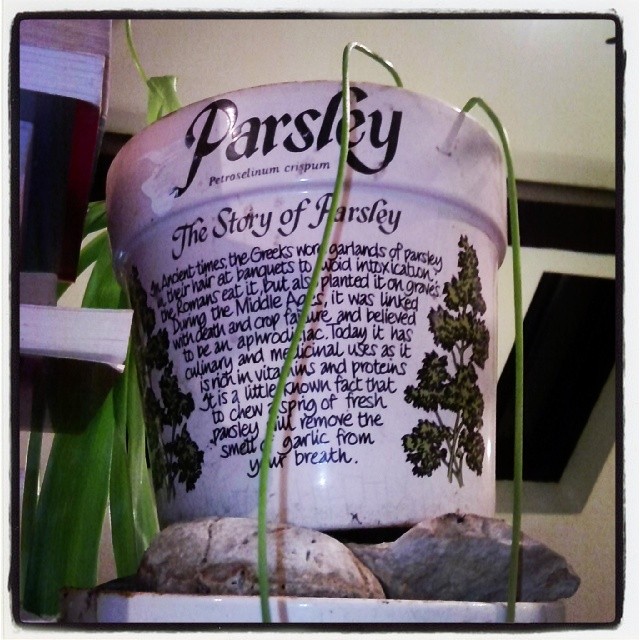 Parsley
Petroselinum crispum
The Story of Parsley
In Ancient times, the Greeks wore garlands of parsley
in their hair at banquets to avoid intoxication,
the Romans eat it, but also planted it on graves
During the Middle Ages, it was linked
with death and crop failure and believed
to be an aphrodisiac. Today it has
culinary and medicinal uses as it
is rich in vitamins and proteins
It is a little known fact that
to chew a sprig of fresh
parsley will remove the
smell of garlic from
your breath.